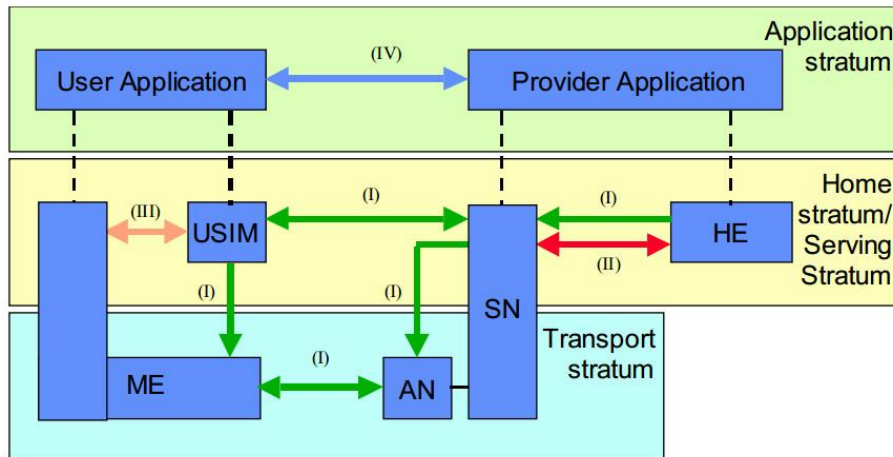 Application
stratum
(IV)
User Application
Provider Application
Home
stratum/
Serving
Stratum
(III)
USIM
(I)
(I)
HE
(II)
(I)
(I)
SN
Transport
stratum
ME
(I)
AN